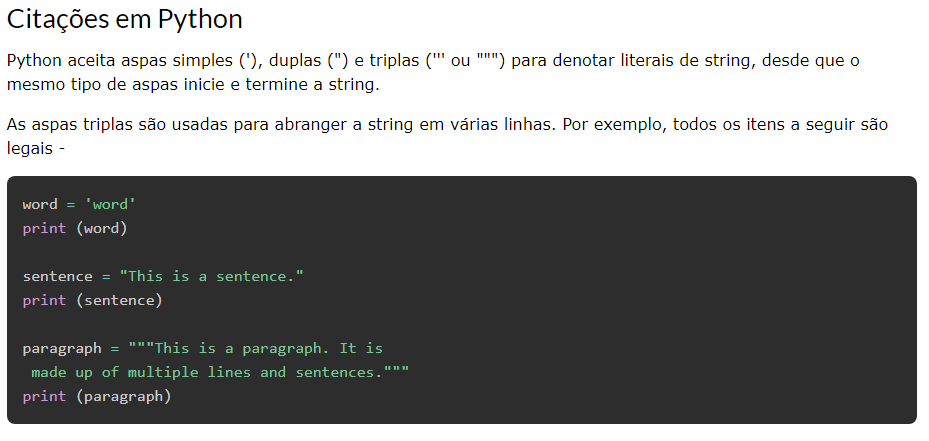 Citações em Python
Python aceita aspas simples ('), duplas (") e triplas (''' ou """) para denotar literais de string, desde que o
mesmo tipo de aspas inicie e termine a string.
As aspas triplas são usadas para abranger a string em várias linhas. Por exemplo, todos os itens a seguir são
legais -
word = 'word'
print (word)
sentence = "This is a sentence."
print (sentence)
paragraph = """This is a paragraph. It is
 made up of multiple lines and sentences."""
print (paragraph)